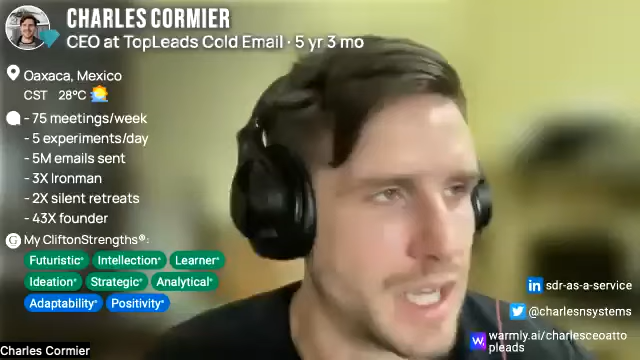 CHARLES CORMIER
CEO at TopLeads Cold Email · 5 yr 3 mo
Oaxaca, Mexico
CST 28°C
- 75 meetings/week
- 5 experiments/day
- 5M emails sent
- 3X Ironman
- 2X silent retreats
- 43X founder
My CliftonStrengths®:
Futuristic® Intellection® Learner®
Ideation® Strategic® Analytical®
Adaptability® Positivity®
in sdr-as-a-service
@charlesnsystems
warmly.ai/charlesceoatto
pleads
Charles Cormier